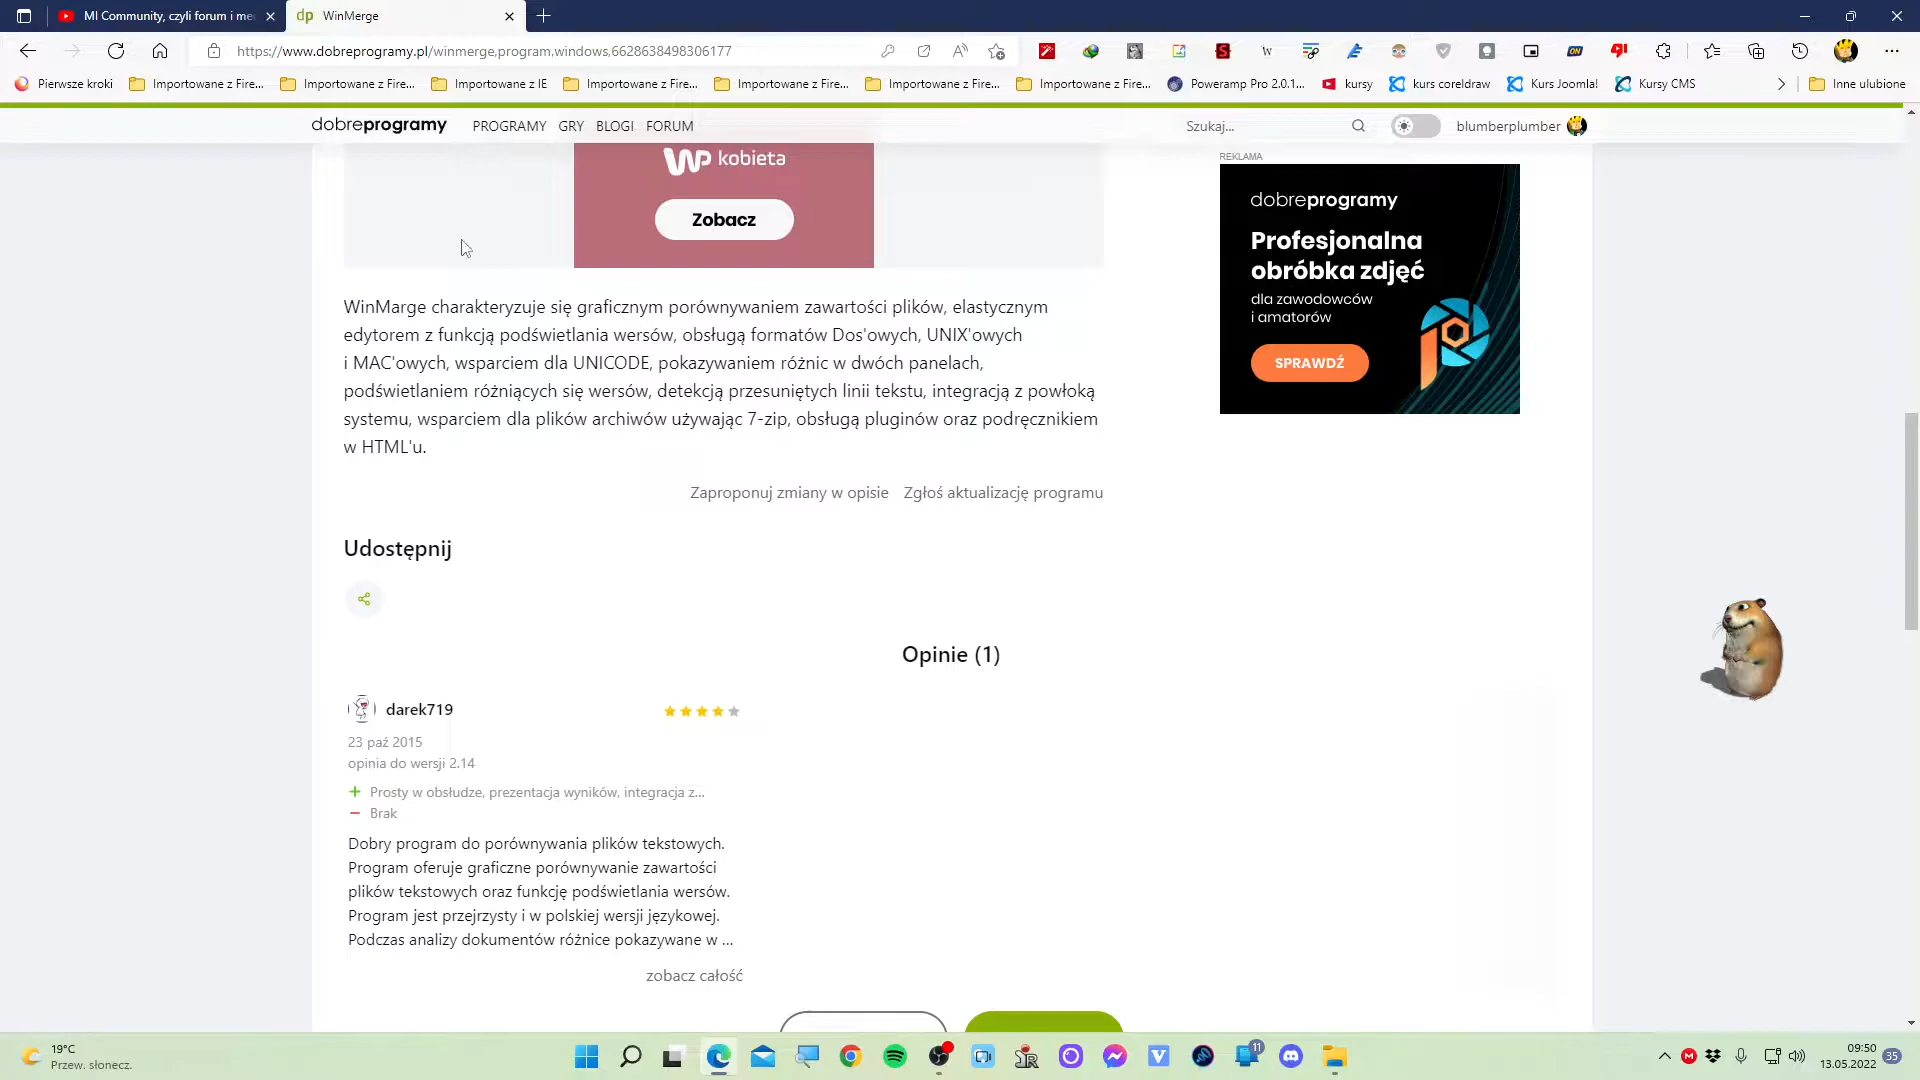 MI Community, czyli forum i me
WinMerge
https://www.dobreprogramy.pl/winmerge,program,windows,6628638498306177
Pierwsze kroki
Importowane z Fire...
Importowane z Fire...
Importowane z IE
Importowane z Fire...
Importowane z Fire...
Importowane z Fire...
Importowane z Fire...
Poweramp Pro 2.0.1...
kursy
kurs coreldraw
Kurs Joomla!
Kursy CMS
Inne ulubione
dobreprogramy
PROGRAMY GRY BLOGI FORUM
Szukaj...
blumberplumber
WP kobieta
Zobacz
REKLAMA
dobreprogramy
Profesjonalna
obróbka zdjęć
dla zawodowców
i amatorów
SPRAWDŹ
WinMarge charakteryzuje się graficznym porównywaniem zawartości plików, elastycznym
edytorem z funkcją podświetlania wersów, obsługą formatów Dos'owych, UNIX'owych
i MAC'owych, wsparciem dla UNICODE, pokazywaniem różnic w dwóch panelach,
podświetlaniem różniących się wersów, detekcją przesuniętych linii tekstu, integracją z powłoką
systemu, wsparciem dla plików archiwów używając 7-zip, obsługą pluginów oraz podręcznikiem
w HTML'u.
Zaproponuj zmiany w opisie Zgłoś aktualizację programu
Udostępnij
Opinie (1)
darek719
23 paź 2015
opinia do wersji 2.14
+ Prosty w obsłudze, prezentacja wyników, integracja z...
− Brak
Dobry program do porównywania plików tekstowych.
Program oferuje graficzne porównywanie zawartości
plików tekstowych oraz funkcję podświetlania wersów.
Program jest przejrzysty i w polskiej wersji językowej.
Podczas analizy dokumentów różnice pokazywane w ...
zobacz całość
19°C
Przew. słonecz.
11
09:50
13.05.2022
35